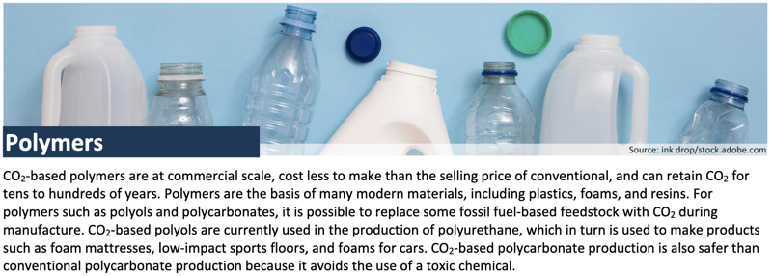 Polymers
Source: ink drop/stock.adobe.com
CO₂-based polymers are at commercial scale, cost less to make than the selling price of conventional, and can retain CO₂ for
tens to hundreds of years. Polymers are the basis of many modern materials, including plastics, foams, and resins. For
polymers such as polyols and polycarbonates, it is possible to replace some fossil fuel-based feedstock with CO₂ during
manufacture. CO₂-based polyols are currently used in the production of polyurethane, which in turn is used to make products
such as foam mattresses, low-impact sports floors, and foams for cars. CO₂-based polycarbonate production is also safer than
conventional polycarbonate production because it avoids the use of a toxic chemical.